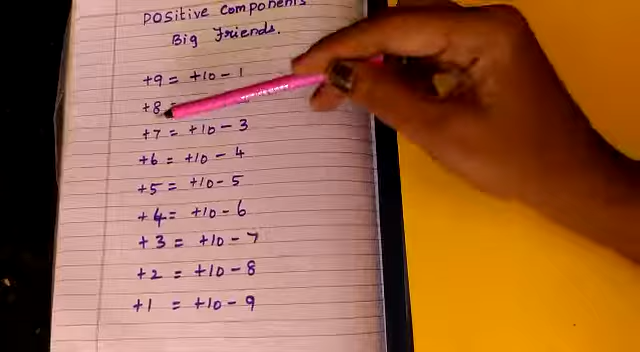 Positive Components
Big Friends.
+9 = +10 - 1
+8 =
+7 = +10 - 3
+6 = +10 - 4
+5 = +10 - 5
+4 = +10 - 6
+3 = +10 - 7
+2 = +10 - 8
+1 = +10 - 9